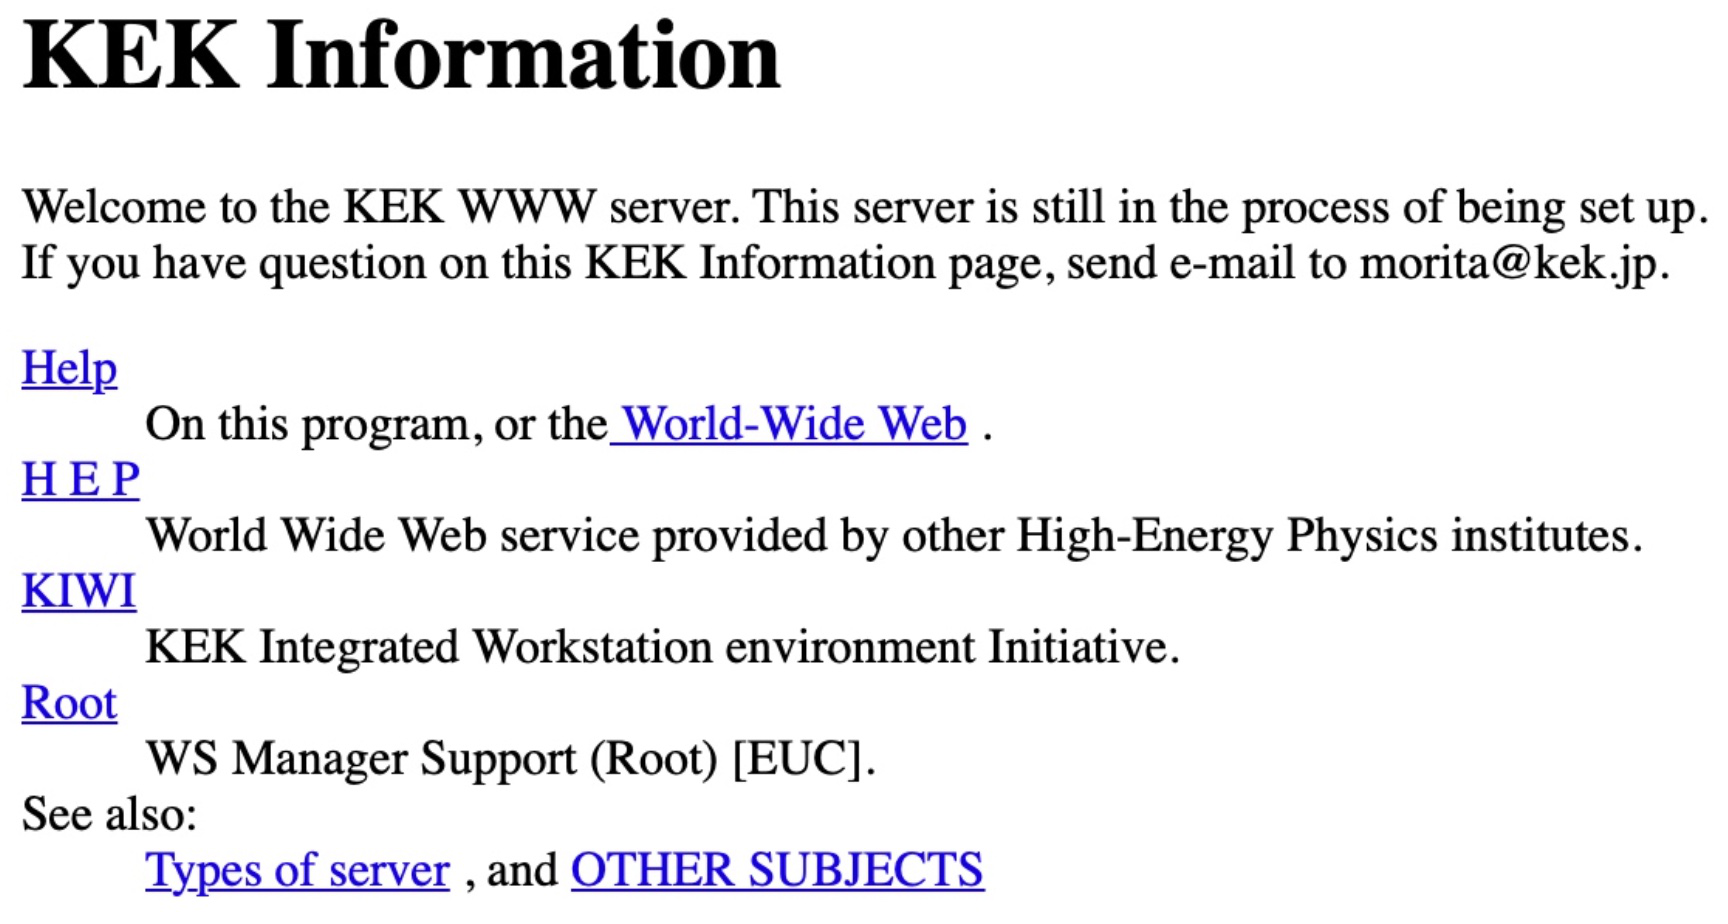 KEK Information
Welcome to the KEK WWW server. This server is still in the process of being set up.
If you have question on this KEK Information page, send e-mail to morita@kek.jp.
Help
On this program, or the World-Wide Web .
H E P
World Wide Web service provided by other High-Energy Physics institutes.
KIWI
KEK Integrated Workstation environment Initiative.
Root
WS Manager Support (Root) [EUC].
See also:
Types of server , and OTHER SUBJECTS